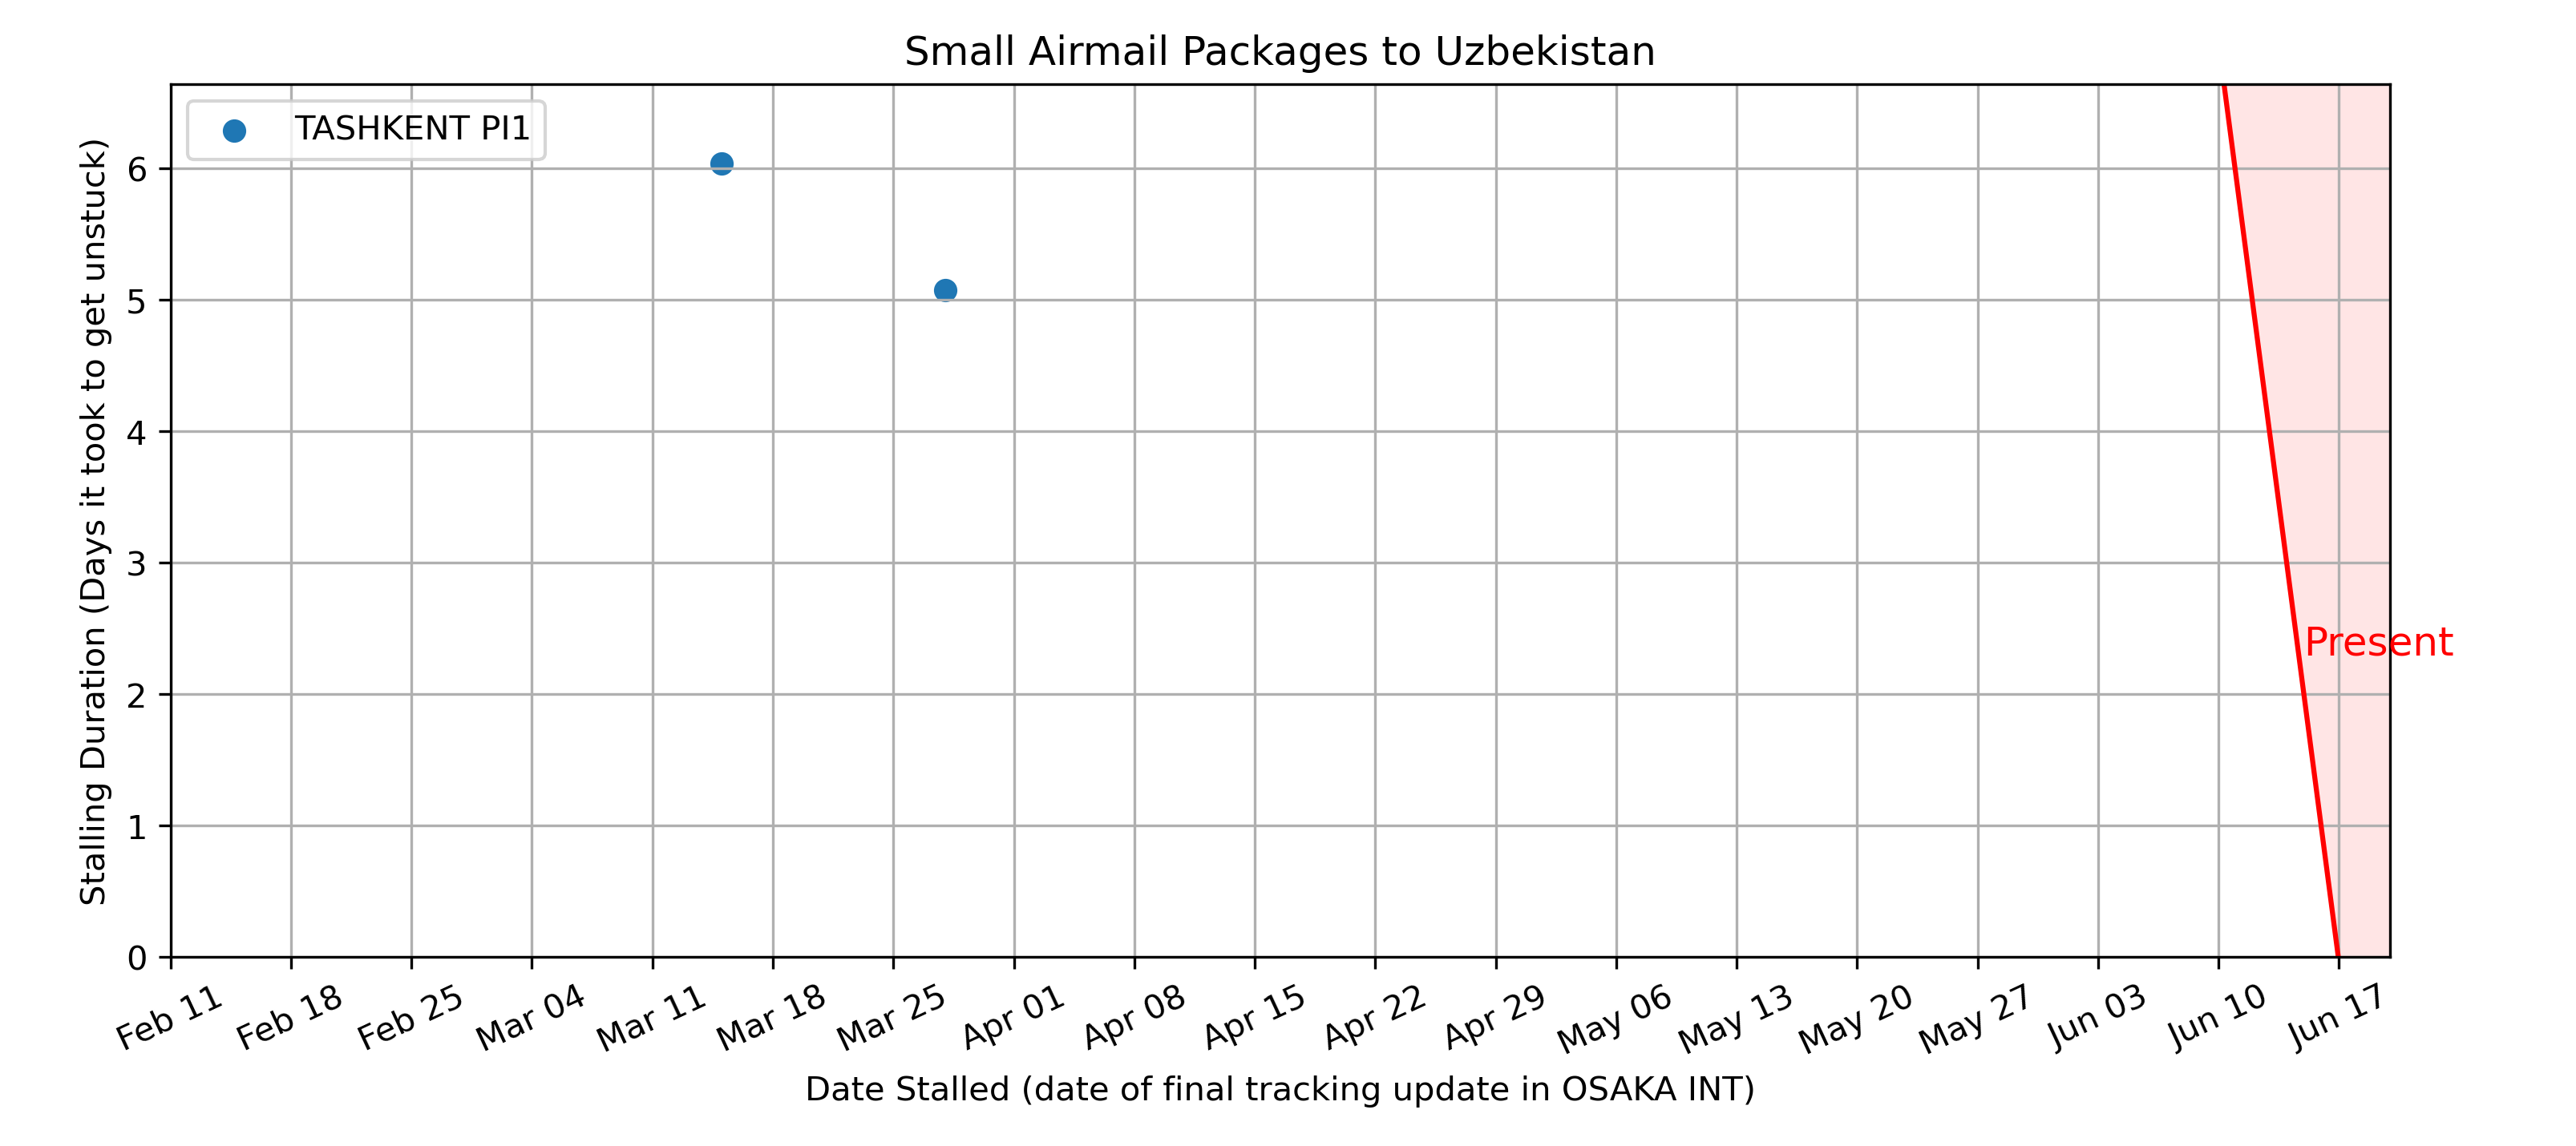 Small Airmail Packages to Uzbekistan
TASHKENT PI1
Stalling Duration (Days it took to get unstuck)
6
5
4
3
2
1
0
Present
Feb 11
Feb 18
Feb 25
Mar 04
Mar 11
Mar 18
Mar 25
Apr 01
Apr 08
Apr 15
Apr 22
Apr 29
May 06
May 13
May 20
May 27
Jun 03
Jun 10
Jun 17
Date Stalled (date of final tracking update in OSAKA INT)